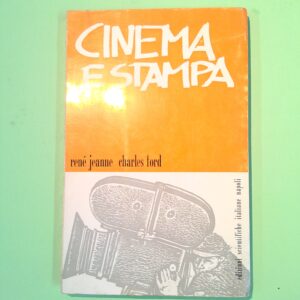 CINEMA
E STAMPA
rené jeanne charles ford
edizioni scientifiche italiane napoli